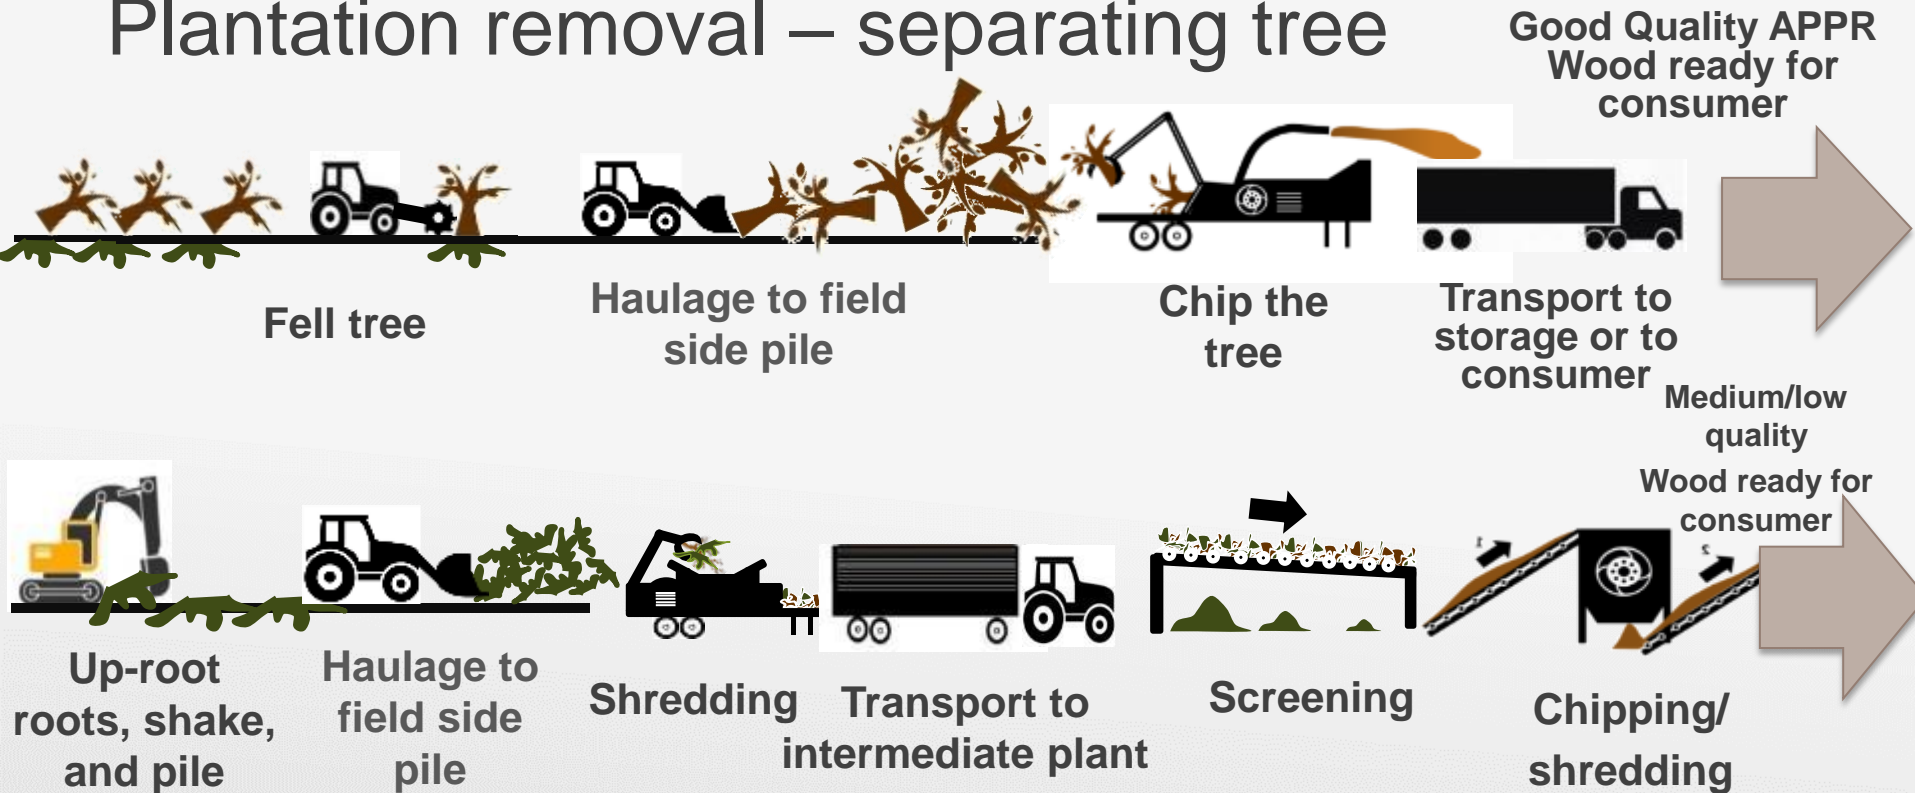 Plantation removal – separating tree
Good Quality APPR
Wood ready for
consumer
Fell tree
Haulage to field
side pile
Chip the
tree
Transport to
storage or to
consumer
Medium/low
quality
Wood ready for
consumer
1
2
Up-root
roots, shake,
and pile
Haulage to
field side
pile
Shredding
Transport to
intermediate plant
Screening
Chipping/
shredding